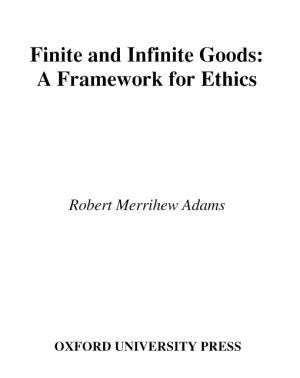 Finite and Infinite Goods:
A Framework for Ethics
Robert Merrihew Adams
OXFORD UNIVERSITY PRESS